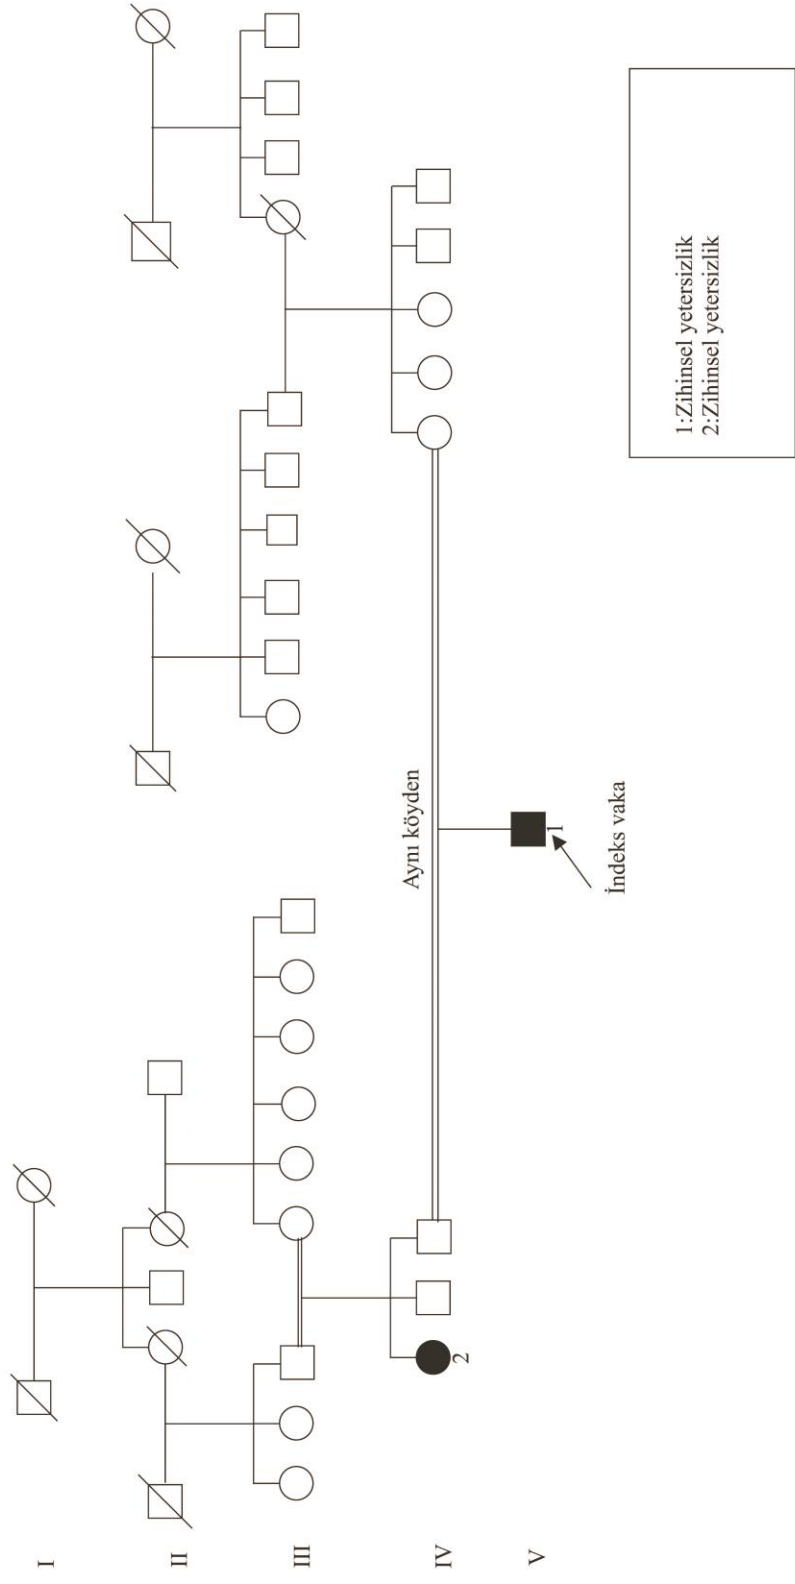 I
II
III
IV
V
2
Aynı köyden
1
İndeks vaka
1:Zihinsel yetersizlik
2:Zihinsel yetersizlik